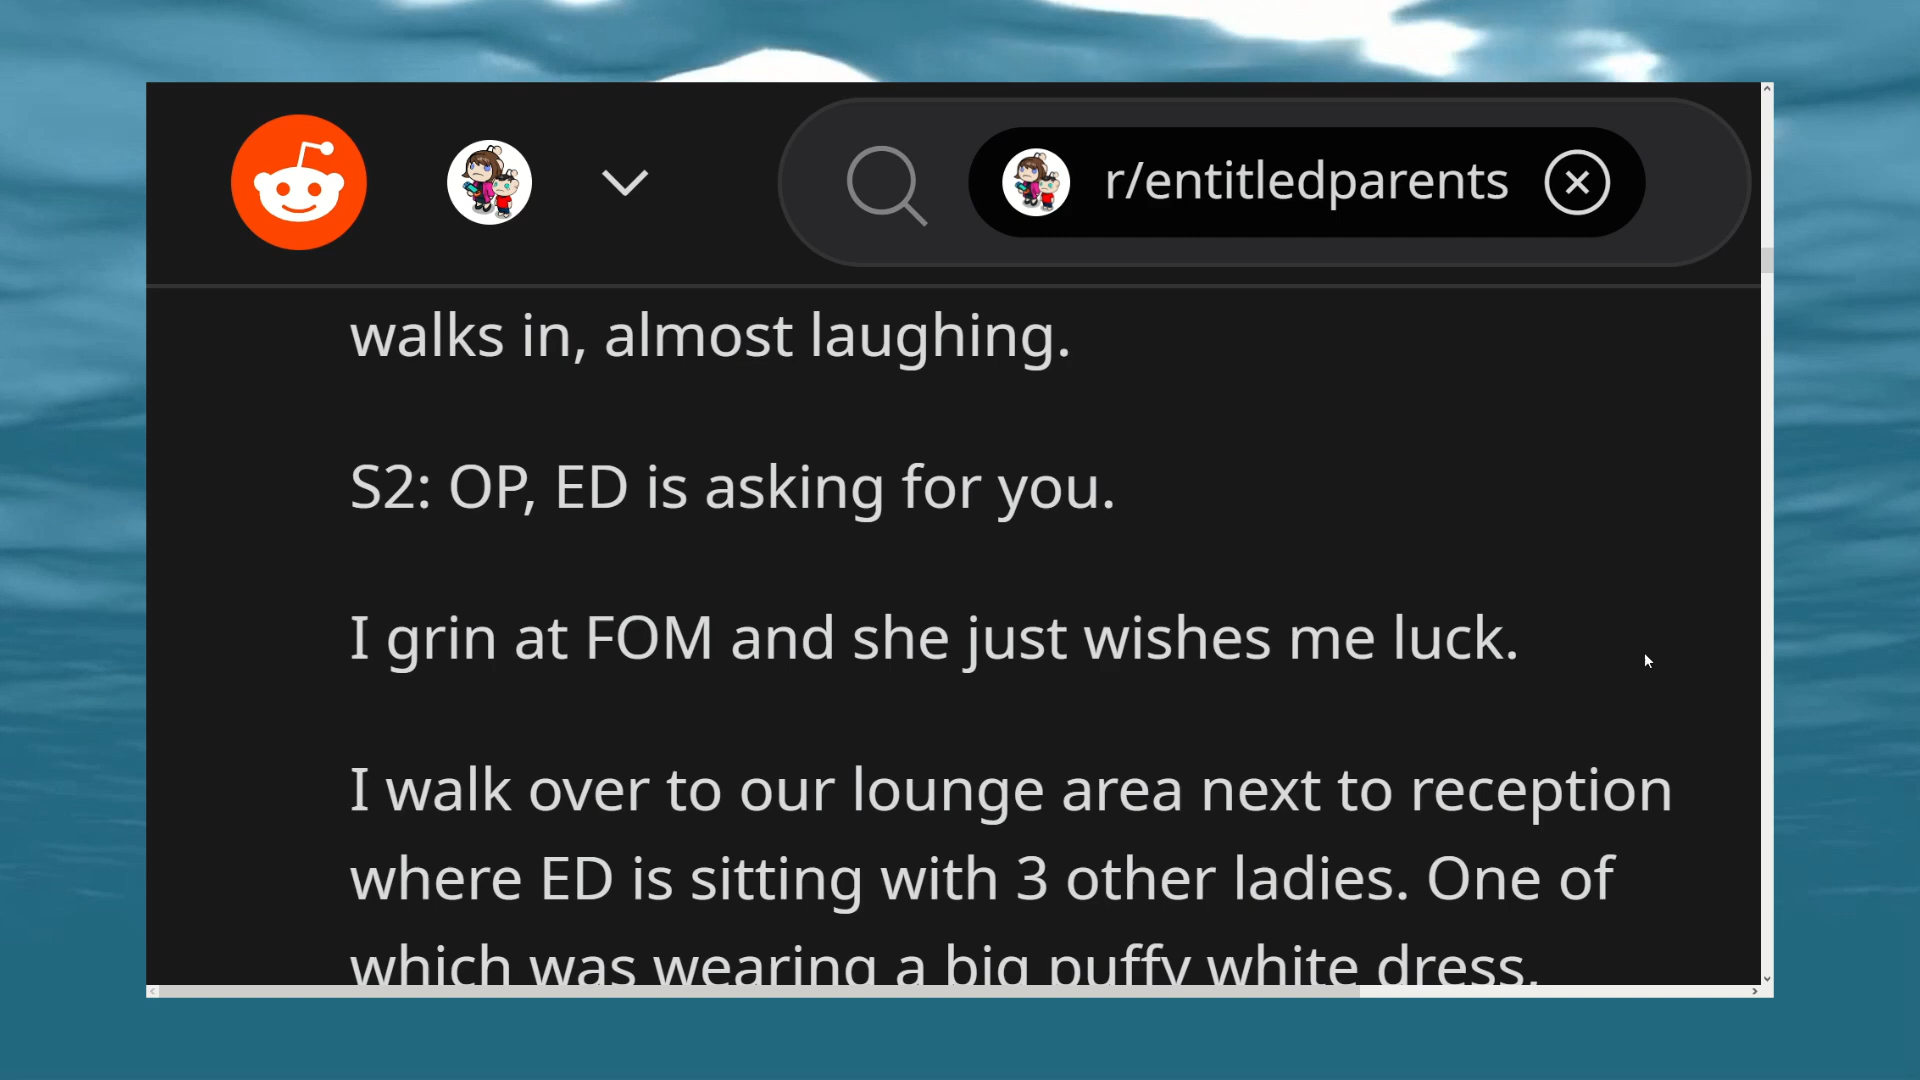 r/entitledparents
walks in, almost laughing.
S2: OP, ED is asking for you.
I grin at FOM and she just wishes me luck.
I walk over to our lounge area next to reception
where ED is sitting with 3 other ladies. One of
which was wearing a big puffy white dress,